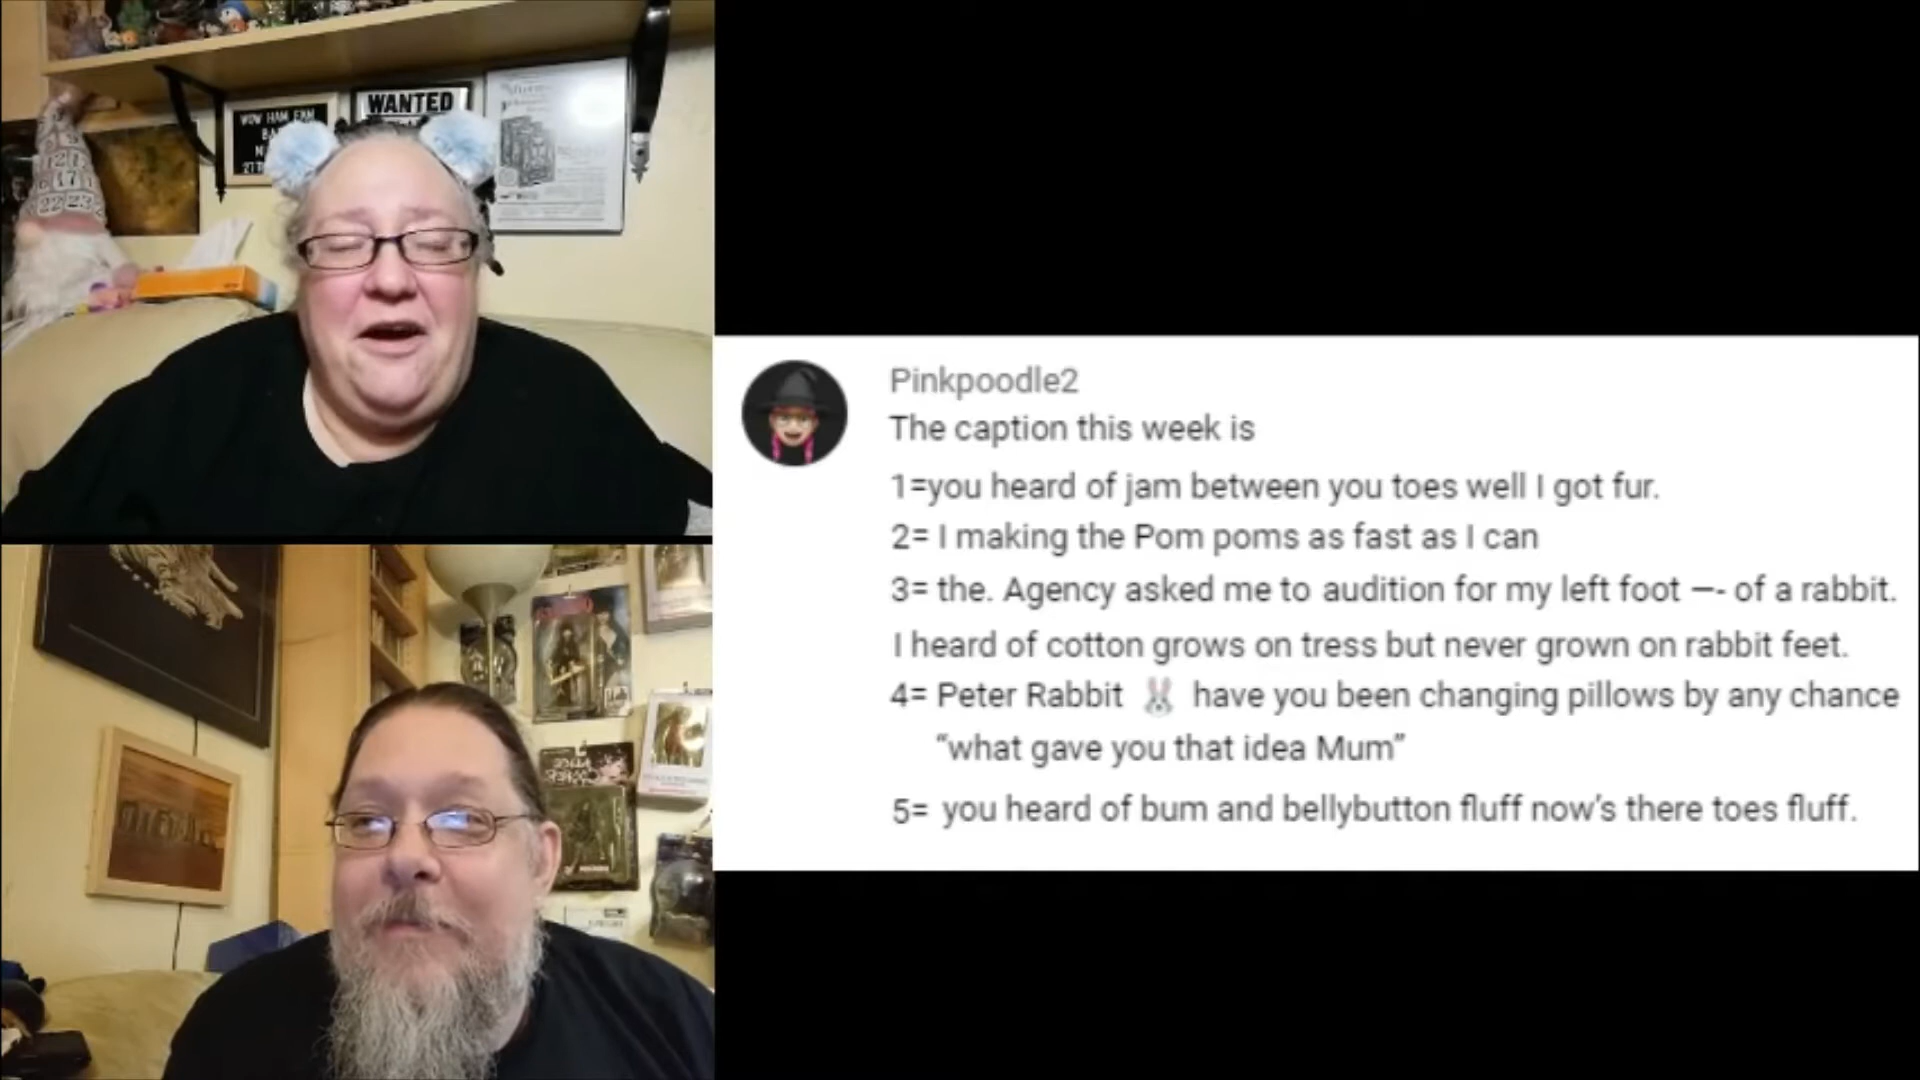 WOW HAM FAM
WANTED
Pinkpoodle2
The caption this week is
1=you heard of jam between you toes well I got fur.
2= I making the Pom poms as fast as I can
3= the. Agency asked me to audition for my left foot —- of a rabbit.
I heard of cotton grows on tress but never grown on rabbit feet.
4= Peter Rabbit 🐰 have you been changing pillows by any chance
“what gave you that idea Mum”
5= you heard of bum and bellybutton fluff now’s there toes fluff.